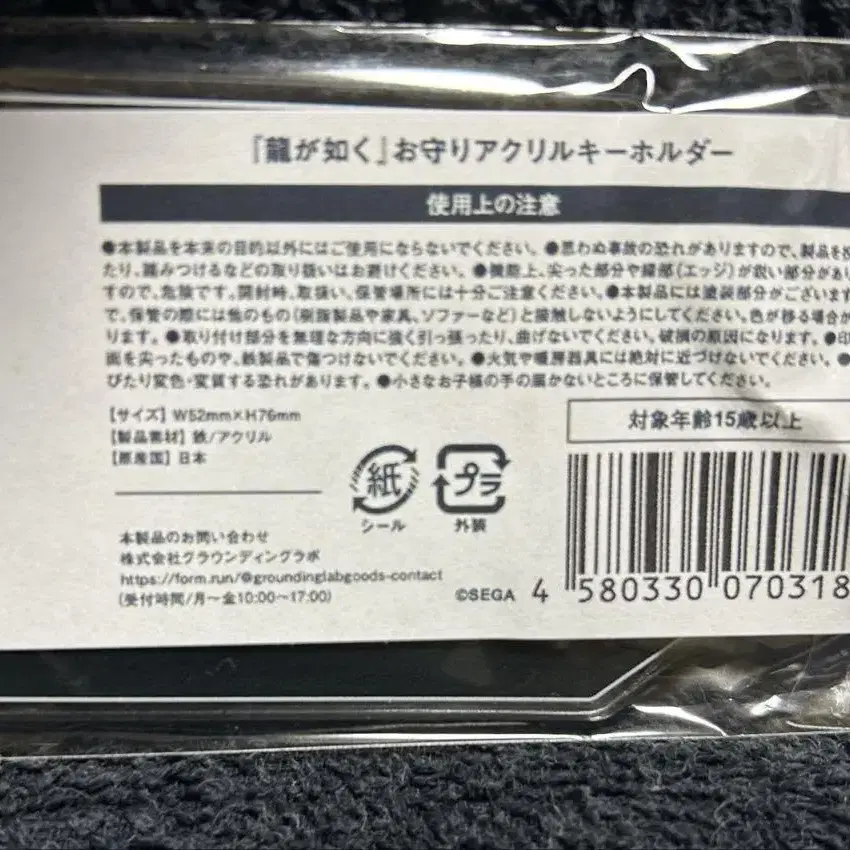 『龍が如く』お守りアクリルキーホルダー
使用上の注意
●本製品を本来の目的以外にはご使用にならないでください。●思わぬ事故の恐れがありますので、製品を
たり、踏みつけるなどの取り扱いはお避けください。●機能上、尖った部分や縁部（エッジ）が鋭い部分があ
すので、危険です。開封時、取扱い、保管場所には十分ご注意ください。●本製品には塗装部分がございます
で、保管の際には他のもの（樹脂製品や家具、ソファーなど）と接触しないようにしてください。色が移る場合が
ります。●取り付け部分を無理な方向に強く引っ張ったり、曲げないでください。破損の原因になります。●印
面を尖ったものや、鉄製品で傷つけないでください。●火気や暖房器具には絶対に近づけないでください。●
びたり変色・変質する恐れがあります。●小さなお子様の手の届かないところに保管してください。
【サイズ】W52mm×H76mm
【製品素材】鉄/アクリル
【原産国】日本
対象年齢15歳以上
紙
シール
プラ
外装
本製品のお問い合わせ
株式会社グラウンディングラボ
https://form.run/@groundinglabgoods-contact
(受付時間/月〜金10:00〜17:00)
©SEGA
4 580330 070318